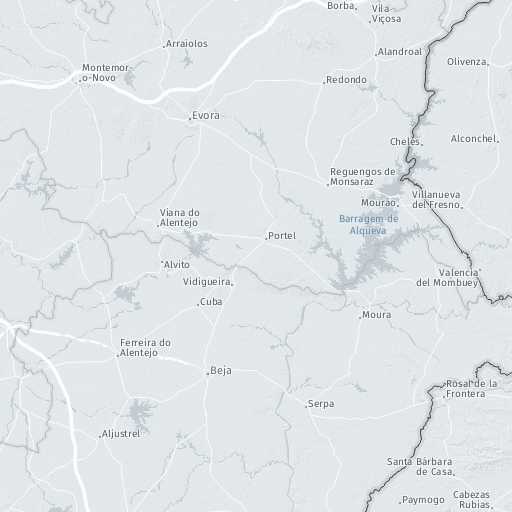 Borba
Vila
Viçosa
Arraiolos
Alandroal
Olivenza
Montemor-
o-Novo
Redondo
Evora
Cheles
Alconchel
Reguengos de
Monsaraz
Mourão
Villanueva
del Fresno
Viana do
Alentejo
Barragem de
Alqueva
Portel
Alvito
Vidigueira
Valencia
del Mombuey
Cuba
Moura
Ferreira do
Alentejo
Beja
Rosal de la
Frontera
Serpa
Aljustrel
Santa Bárbara
de Casa
Paymogo
Cabezas
Rubias